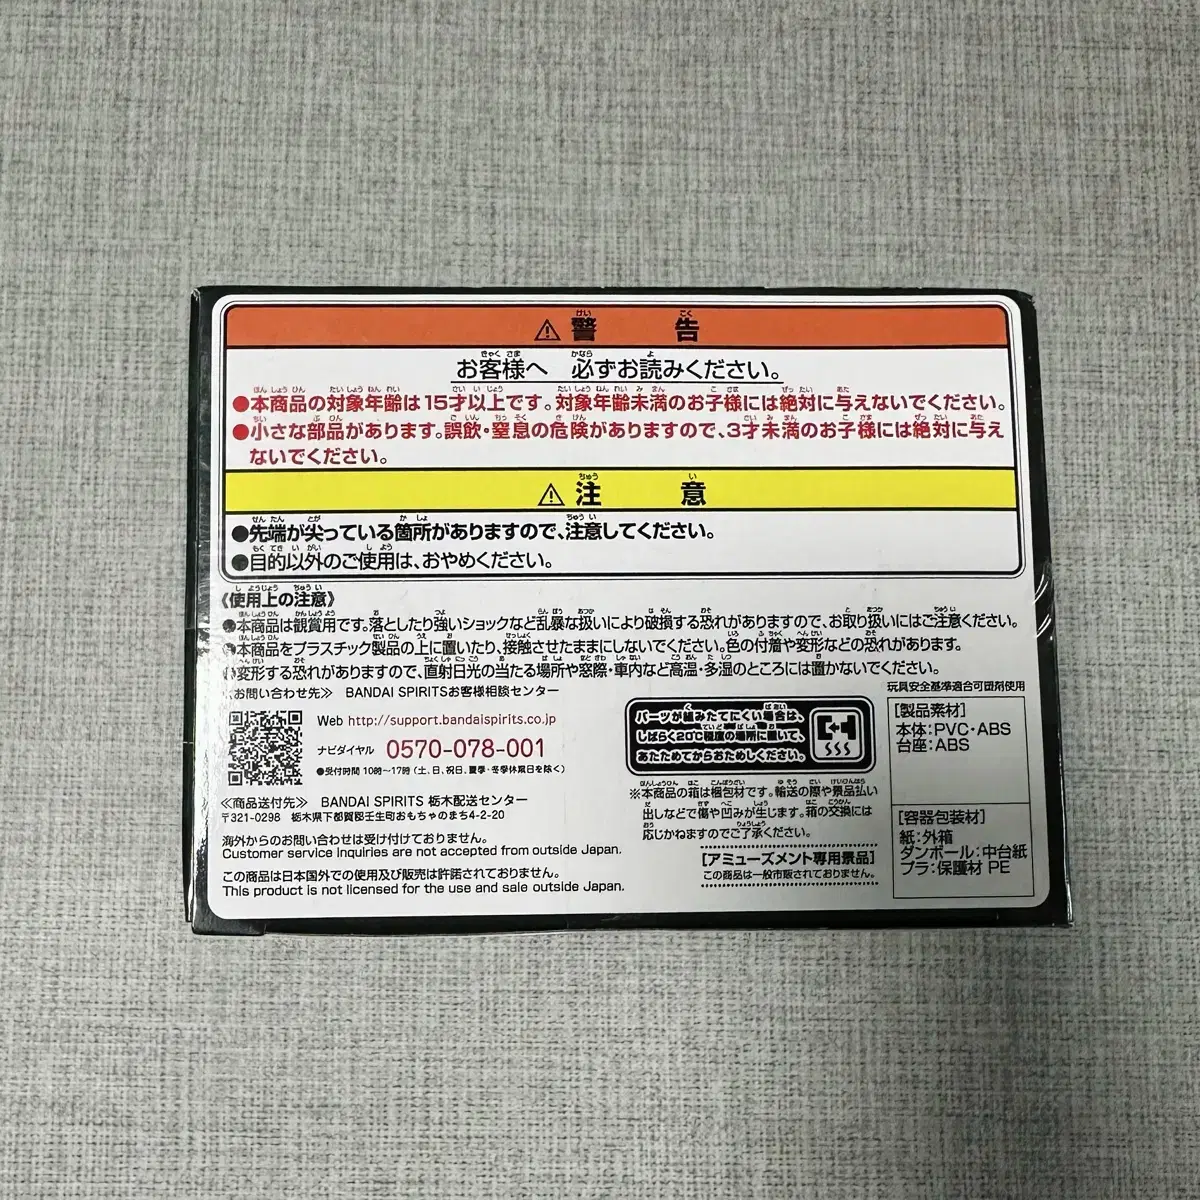 ⚠警告
お客様へ 必ずお読みください。
●本商品の対象年齢は15才以上です。対象年齢未満のお子様には絶対に与えないでください。
●小さな部品があります。誤飲・窒息の危険がありますので、3才未満のお子様には絶対に与え
ないでください。
⚠注意
●先端が尖っている箇所がありますので、注意してください。
●目的以外のご使用は、おやめください。
《使用上の注意》
●本商品は観賞用です。落としたり強いショックなど乱暴な扱いにより破損する恐れがありますので、お取り扱いにはご注意ください。
●本商品をプラスチック製品の上に置いたり、接触させたままにしないでください。色の付着や変形などの恐れがあります。
●変形する恐れがありますので、直射日光の当たる場所や窓際・車内など高温・多湿のところには置かないでください。
≪お問い合わせ先≫ BANDAI SPIRITSお客様相談センター
Web http://support.bandaispirits.co.jp
ナビダイヤル 0570-078-001
●受付時間 10時〜17時（土、日、祝日、夏季・冬季休業日を除く）
≪商品送付先≫ BANDAI SPIRITS 栃木配送センター
〒321-0298 栃木県下都賀郡壬生町おもちゃのまち4-2-20
海外からのお問い合わせは受け付けておりません。
Customer service inquiries are not accepted from outside Japan.
この商品は日本国外での使用及び販売は許諾されておりません。
This product is not licensed for the use and sale outside Japan.
パーツが組みたてにくい場合は、
しばらく20℃程度の場所に置いて、
あたためてからおためしください。
※本商品の箱は梱包材です。輸送の際や景品払い
出しなどで傷や凹みが生じます。箱の交換には
応じかねますのでご了承ください。
[アミューズメント専用景品]
この商品は一般市販されておりません。
玩具安全基準適合可塑剤使用
[製品素材]
本体:PVC・ABS
台座:ABS
[容器包装材]
紙:外箱
ダンボール:中台紙
プラ:保護材 PE